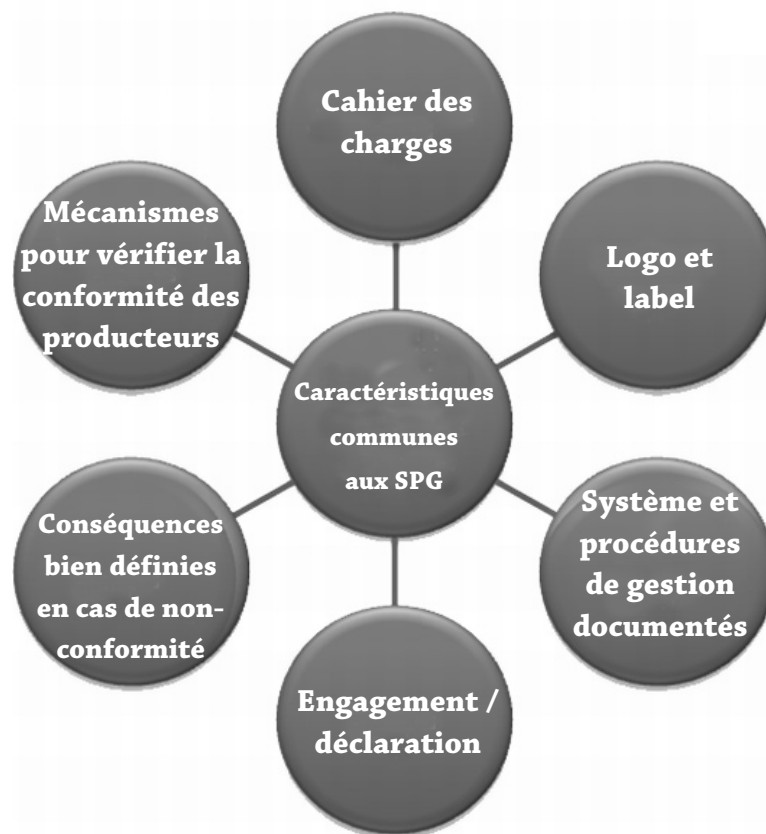 Cahier des
charges
Logo et
label
Système et
procédures
de gestion
documentés
Engagement /
déclaration
Conséquences
bien définies
en cas de non-
conformité
Mécanismes
pour vérifier la
conformité des
producteurs
Caractéristiques
communes
aux SPG